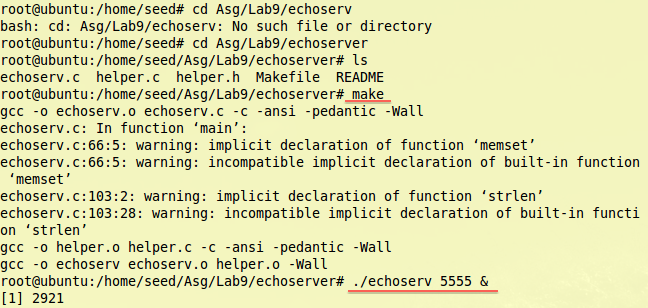 root@ubuntu:/home/seed# cd Asg/Lab9/echoserv
bash: cd: Asg/Lab9/echoserv: No such file or directory
root@ubuntu:/home/seed# cd Asg/Lab9/echoserver
root@ubuntu:/home/seed/Asg/Lab9/echoserver# ls
echoserv.c  helper.c  helper.h  Makefile  README
root@ubuntu:/home/seed/Asg/Lab9/echoserver# make
gcc -o echoserv.o echoserv.c -c -ansi -pedantic -Wall
echoserv.c: In function ‘main’:
echoserv.c:66:5: warning: implicit declaration of function ‘memset’
echoserv.c:66:5: warning: incompatible implicit declaration of built-in function
 ‘memset’
echoserv.c:103:2: warning: implicit declaration of function ‘strlen’
echoserv.c:103:28: warning: incompatible implicit declaration of built-in functi
on ‘strlen’
gcc -o helper.o helper.c -c -ansi -pedantic -Wall
gcc -o echoserv echoserv.o helper.o -Wall
root@ubuntu:/home/seed/Asg/Lab9/echoserver# ./echoserv 5555 &
[1] 2921